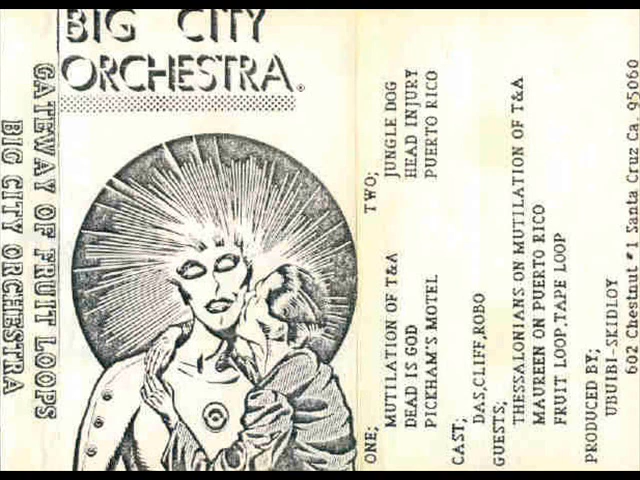 BIG CITY
ORCHESTRA.
GATEWAY OF FRUIT LOOPS
BIG CITY ORCHESTRA
ONE;
MUTILATION OF T&A
DEAD IS GOD
PICKHAM'S MOTEL
TWO;
JUNGLE DOG
HEAD INJURY
PUERTO RICO
CAST;
DAS,CLIFF,ROBO
GUESTS;
THESSALONIANS ON MUTILATION OF T&A
MAUREEN ON PUERTO RICO
FRUIT LOOP,TAPE LOOP
PRODUCED BY;
UBUIBI-SKIDLOY
602 Chestnut #1 Santa Cruz Ca. 95060